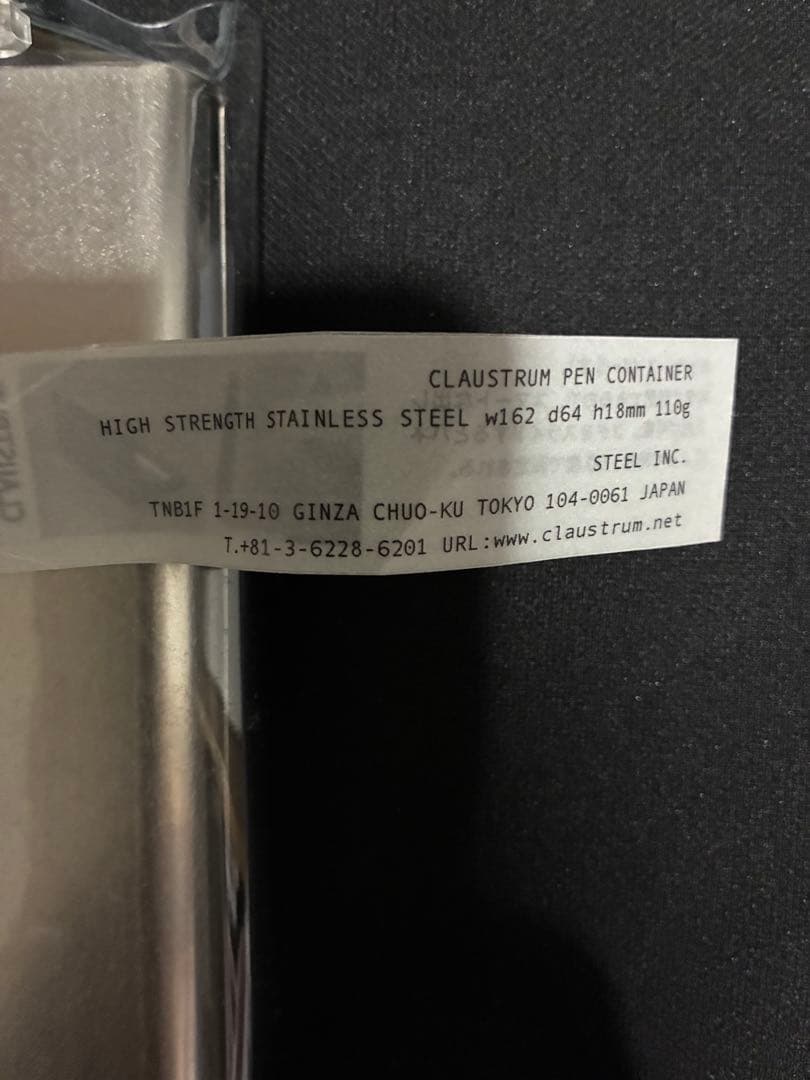 CLAUSTRUM PEN CONTAINER
HIGH STRENGTH STAINLESS STEEL w162 d64 h18mm 110g
STEEL INC.
TNB1F 1-19-10 GINZA CHUO-KU TOKYO 104-0061 JAPAN
T.+81-3-6228-6201 URL:www.claustrum.net